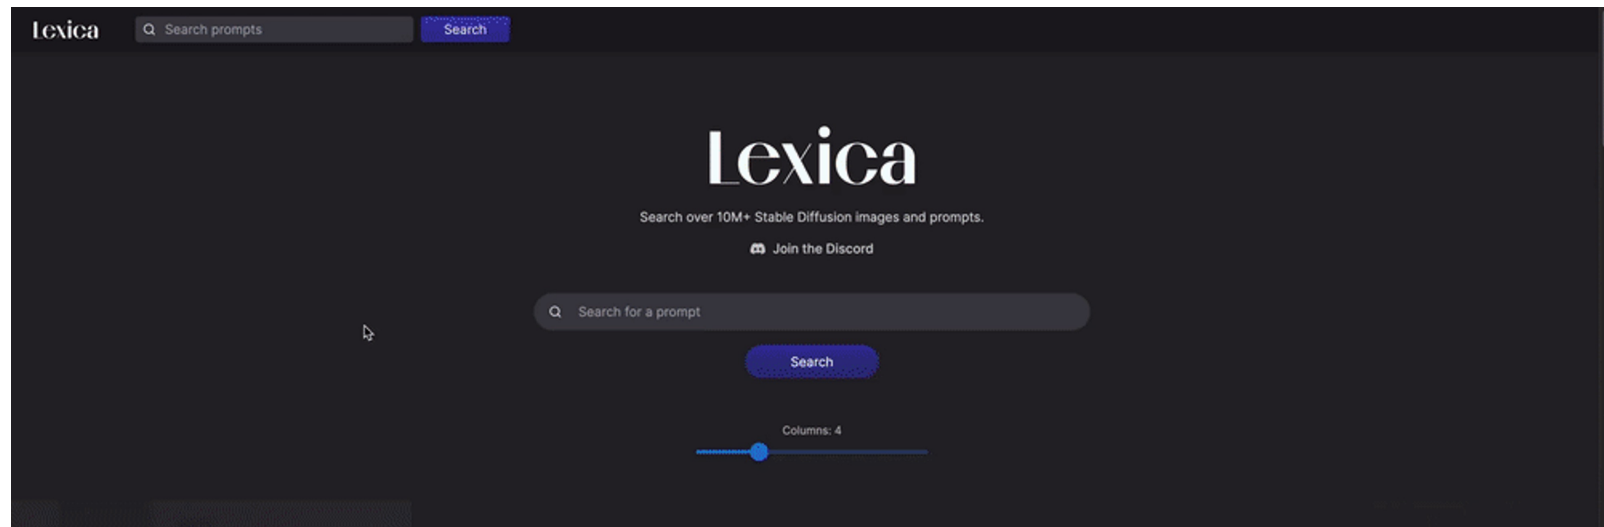 Lexica Search prompts Search
Lexica
Search over 10M+ Stable Diffusion images and prompts.
Join the Discord
Search for a prompt
Search
Columns: 4